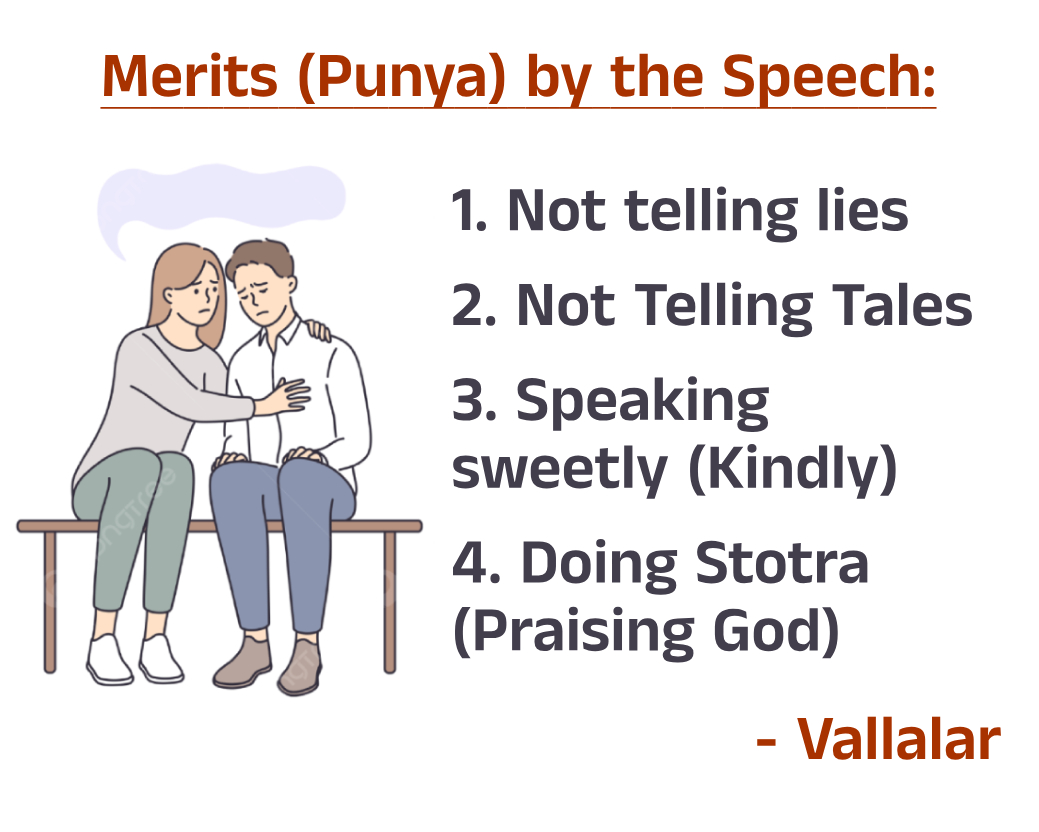 Merits (Punya) by the Speech:
1. Not telling lies
2. Not Telling Tales
3. Speaking
sweetly (Kindly)
4. Doing Stotra
(Praising God)
- Vallalar